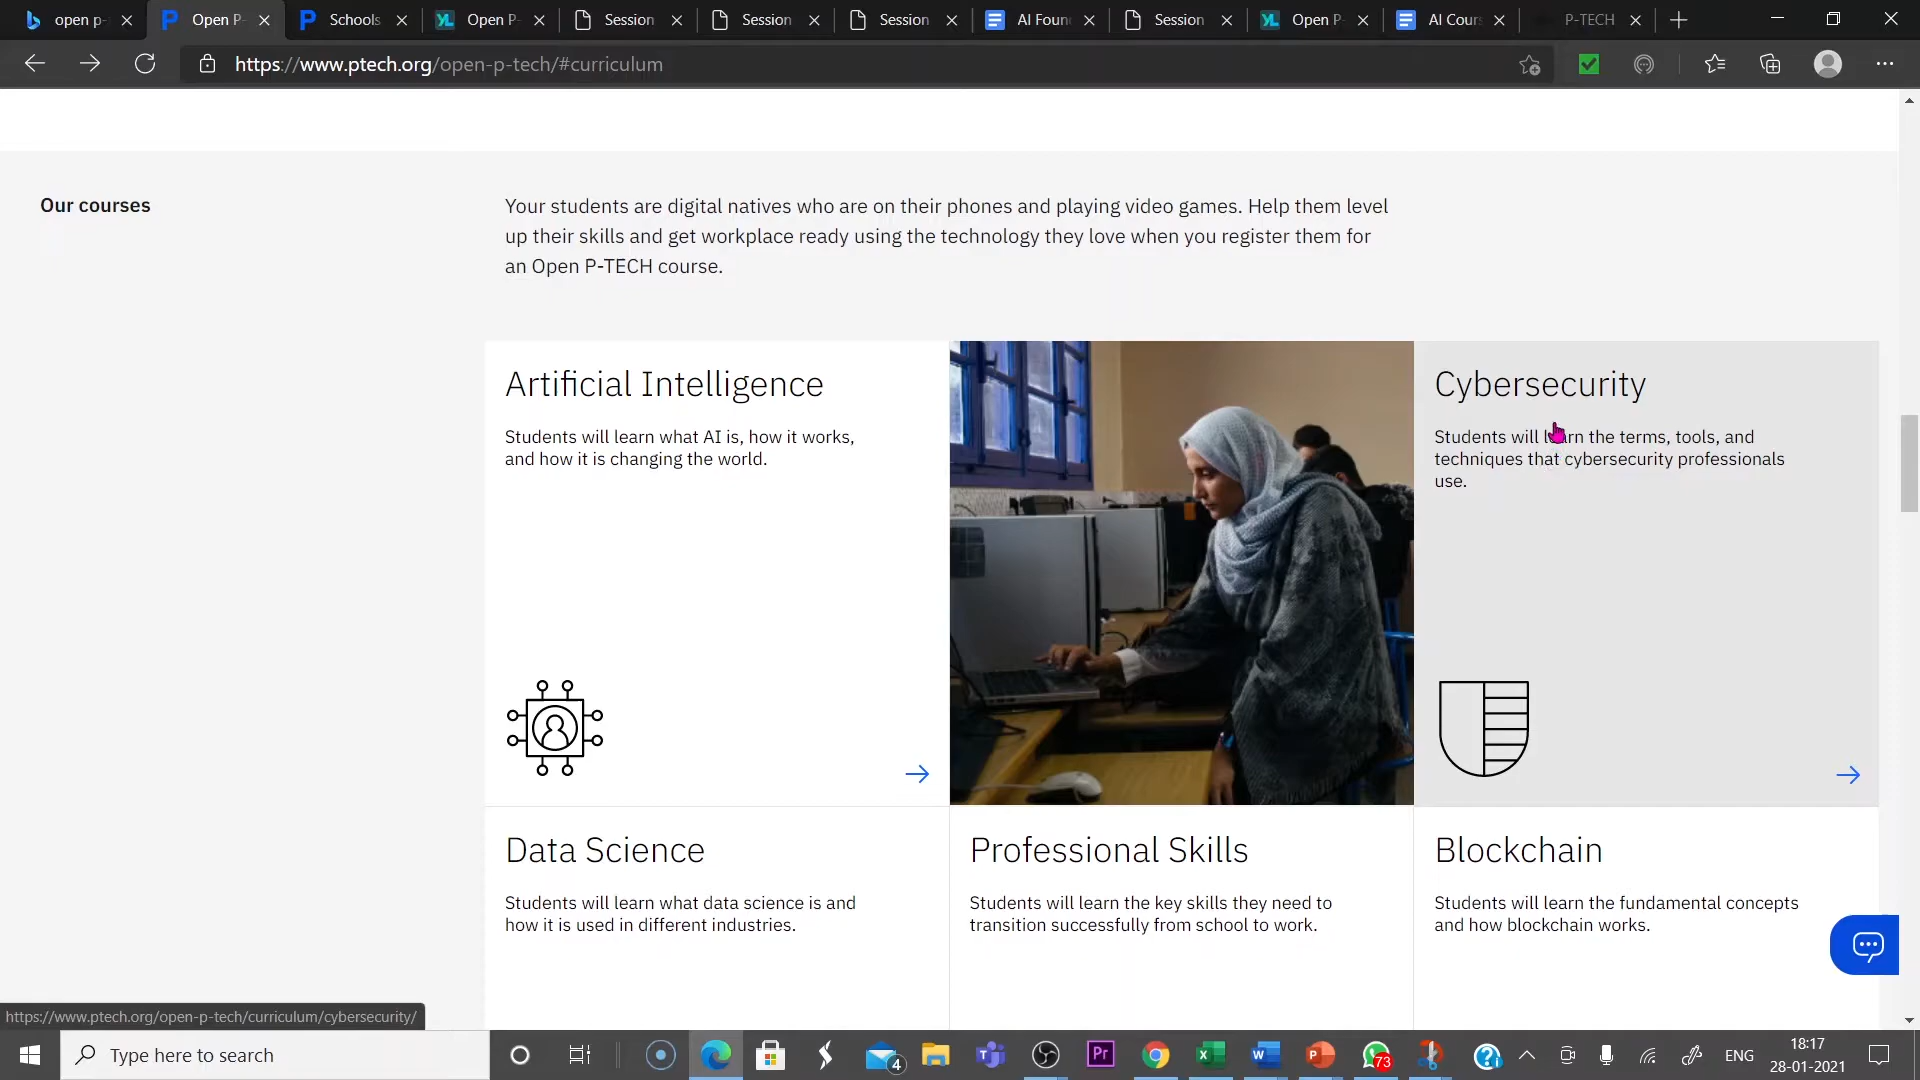 open p-
Open P-
Schools
Open P-
Session
Session
Session
AI Foun
Session
Open P-
AI Cour
P-TECH
https://www.ptech.org/open-p-tech/#curriculum
Our courses
Your students are digital natives who are on their phones and playing video games. Help them level
up their skills and get workplace ready using the technology they love when you register them for
an Open P-TECH course.
Artificial Intelligence
Students will learn what AI is, how it works,
and how it is changing the world.
Cybersecurity
Students will learn the terms, tools, and
techniques that cybersecurity professionals
use.
Data Science
Students will learn what data science is and
how it is used in different industries.
Professional Skills
Students will learn the key skills they need to
transition successfully from school to work.
Blockchain
Students will learn the fundamental concepts
and how blockchain works.
https://www.ptech.org/open-p-tech/curriculum/cybersecurity/
Type here to search
4
Pr
73
ENG
18:17
28-01-2021